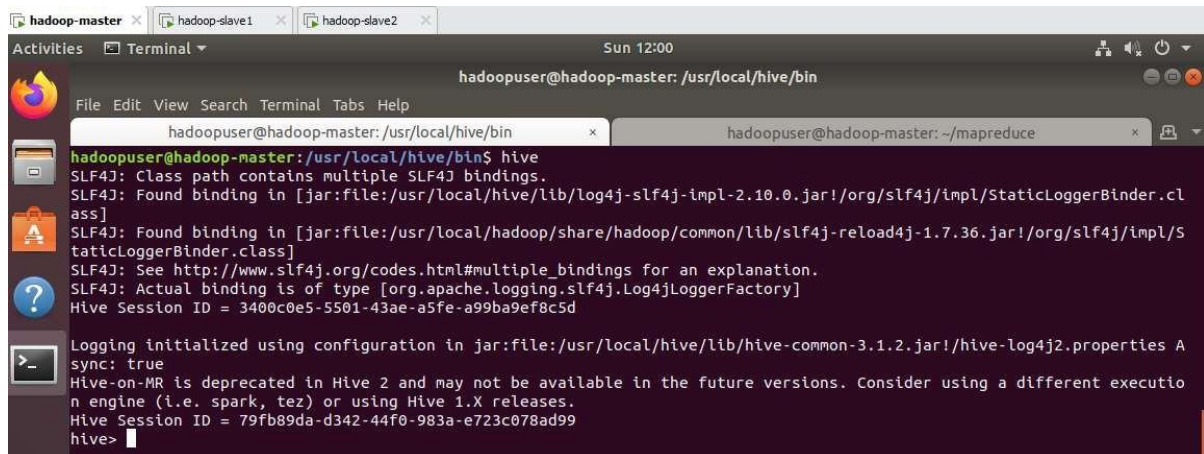 hadoop-master hadoop-slave1 hadoop-slave2
Activities Terminal Sun 12:00
hadoopuser@hadoop-master: /usr/local/hive/bin
File Edit View Search Terminal Tabs Help
hadoopuser@hadoop-master: /usr/local/hive/bin hadoopuser@hadoop-master: ~/mapreduce
hadoopuser@hadoop-master:/usr/local/hive/bin$ hive
SLF4J: Class path contains multiple SLF4J bindings.
SLF4J: Found binding in [jar:file:/usr/local/hive/lib/log4j-slf4j-impl-2.10.0.jar!/org/slf4j/impl/StaticLoggerBinder.cl
ass]
SLF4J: Found binding in [jar:file:/usr/local/hadoop/share/hadoop/common/lib/slf4j-reload4j-1.7.36.jar!/org/slf4j/impl/S
taticLoggerBinder.class]
SLF4J: See http://www.slf4j.org/codes.html#multiple_bindings for an explanation.
SLF4J: Actual binding is of type [org.apache.logging.slf4j.Log4jLoggerFactory]
Hive Session ID = 3400c0e5-5501-43ae-a5fe-a99ba9ef8c5d
Logging initialized using configuration in jar:file:/usr/local/hive/lib/hive-common-3.1.2.jar!/hive-log4j2.properties A
sync: true
Hive-on-MR is deprecated in Hive 2 and may not be available in the future versions. Consider using a different executio
n engine (i.e. spark, tez) or using Hive 1.X releases.
Hive Session ID = 79fb89da-d342-44f0-983a-e723c078ad99
hive>